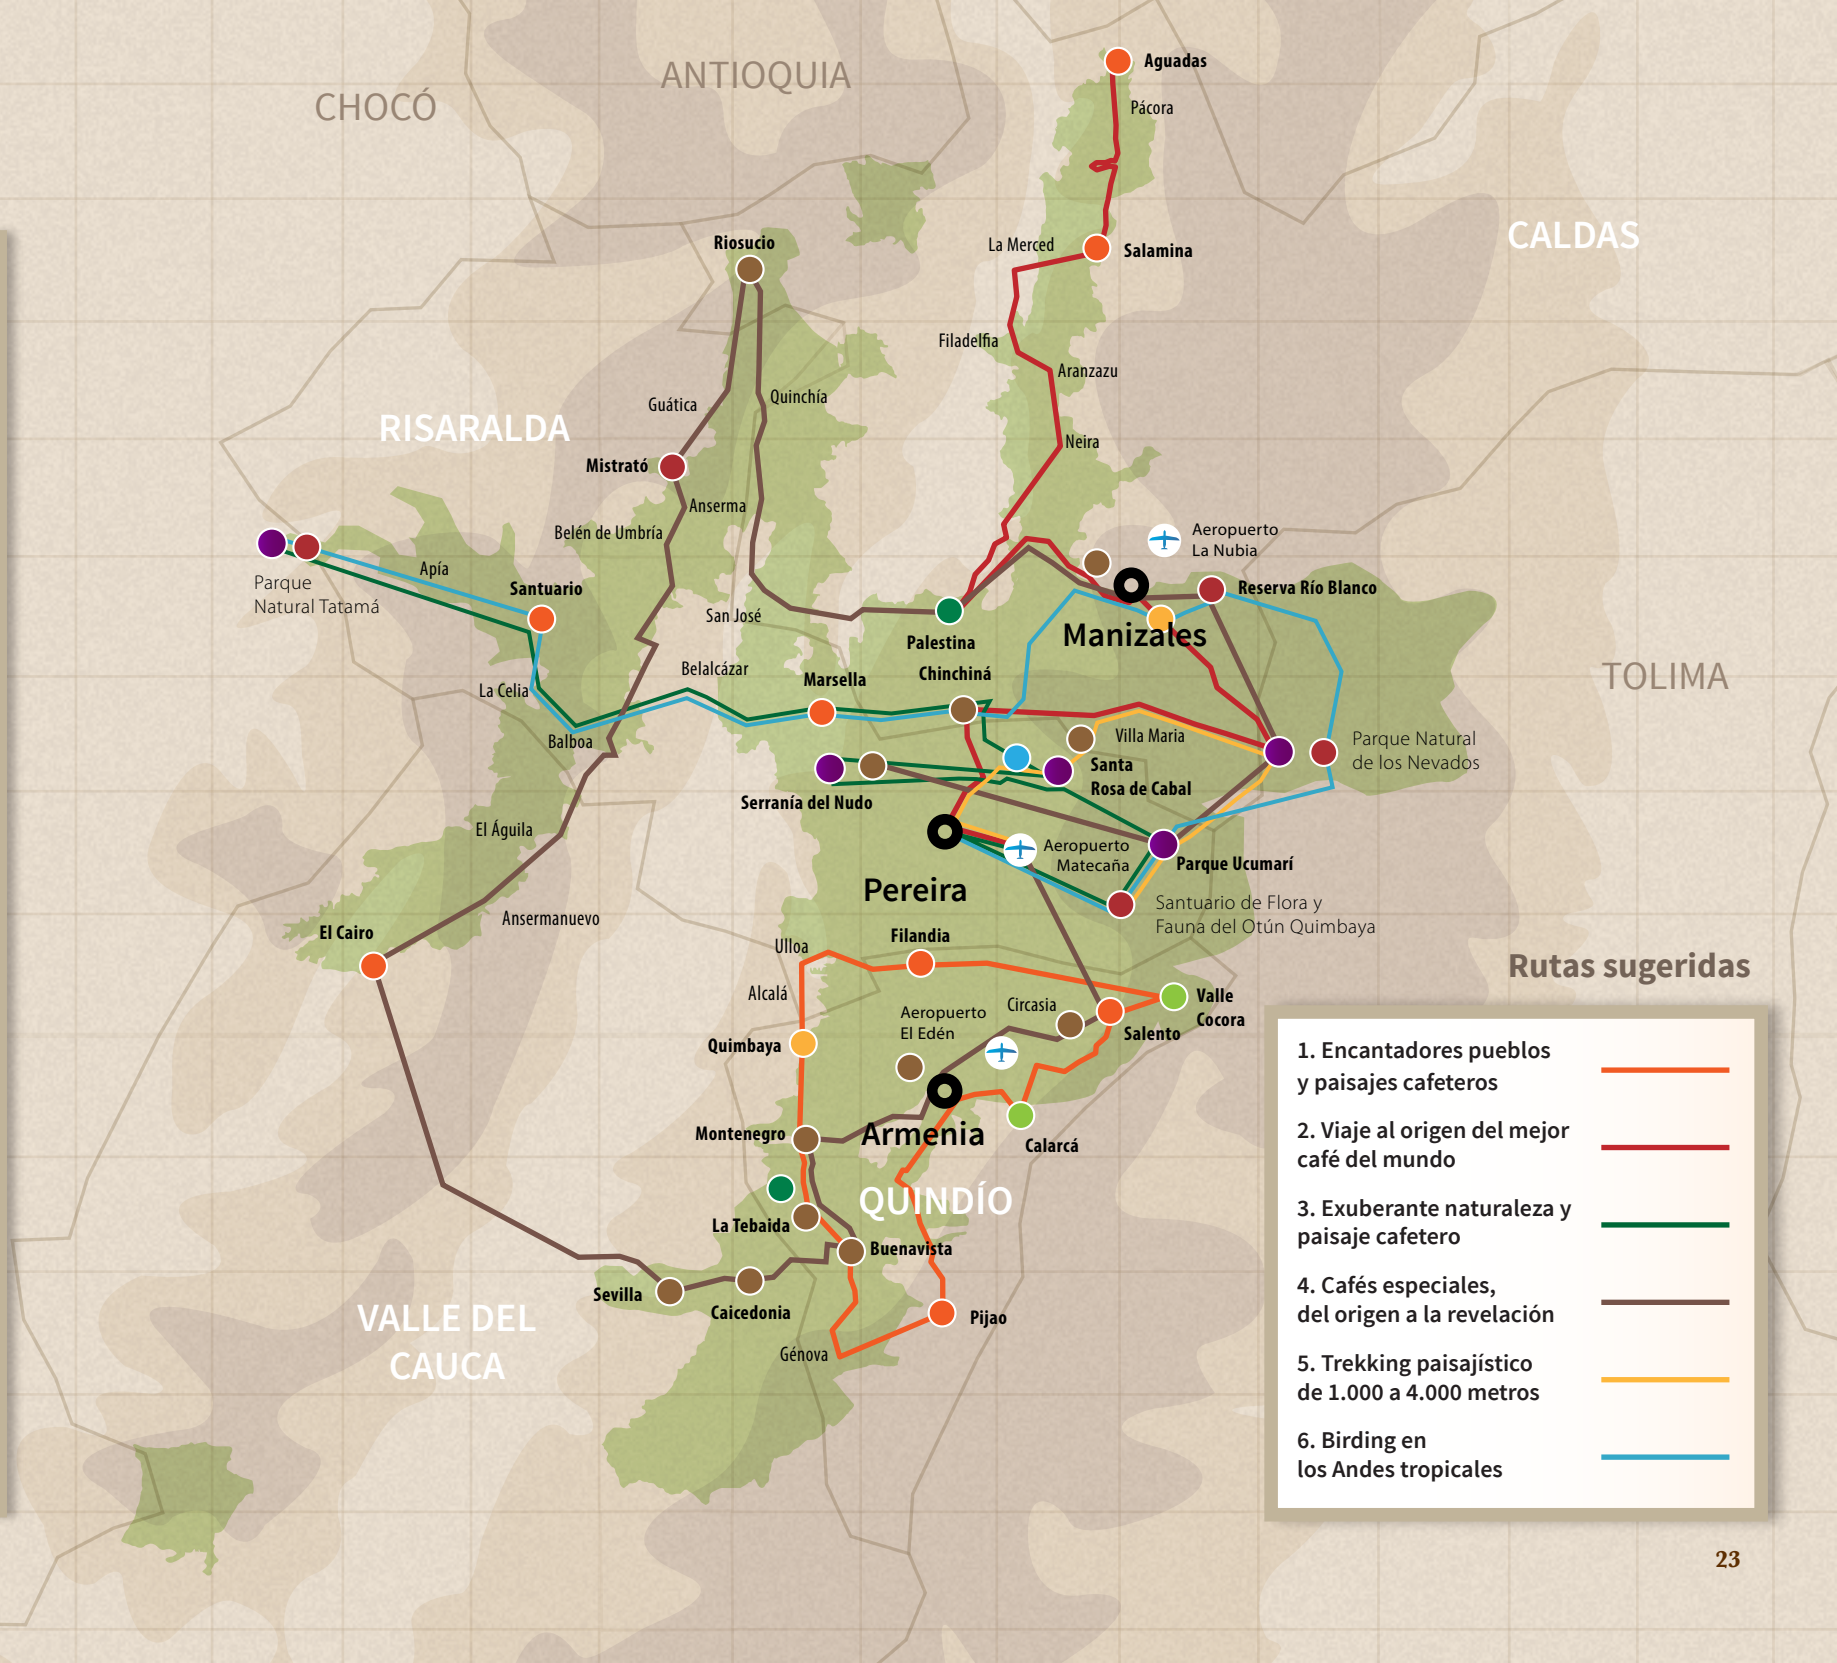 ANTIOQUIA
CHOCÓ
Aguadas
Pácora
CALDAS
Riosucio
La Merced
Salamina
Filadelfia
Aranzazu
Guática
Quinchía
RISARALDA
Neira
Mistrató
Anserma
Belén de Umbría
Aeropuerto
La Nubia
Apía
Parque
Natural Tatamá
Santuario
Reserva Río Blanco
San José
Palestina
Manizales
Belalcázar
Marsella
Chinchiná
TOLIMA
La Celia
Balboa
Villa Maria
Parque Natural
de los Nevados
Santa
Rosa de Cabal
Serranía del Nudo
El Águila
Aeropuerto
Matecaña
Parque Ucumarí
Pereira
Santuario de Flora y
Fauna del Otún Quimbaya
Ansermanuevo
El Cairo
Ulloa
Filandia
Alcalá
Valle
Cocora
Aeropuerto
El Edén
Circasia
Salento
Quimbaya
Montenegro
Armenia
Calarcá
QUINDÍO
La Tebaida
Buenavista
Sevilla
Caicedonia
Pijao
VALLE DEL
CAUCA
Génova
Rutas sugeridas
1. Encantadores pueblos
y paisajes cafeteros
2. Viaje al origen del mejor
café del mundo
3. Exuberante naturaleza y
paisaje cafetero
4. Cafés especiales,
del origen a la revelación
5. Trekking paisajístico
de 1.000 a 4.000 metros
6. Birding en
los Andes tropicales
23